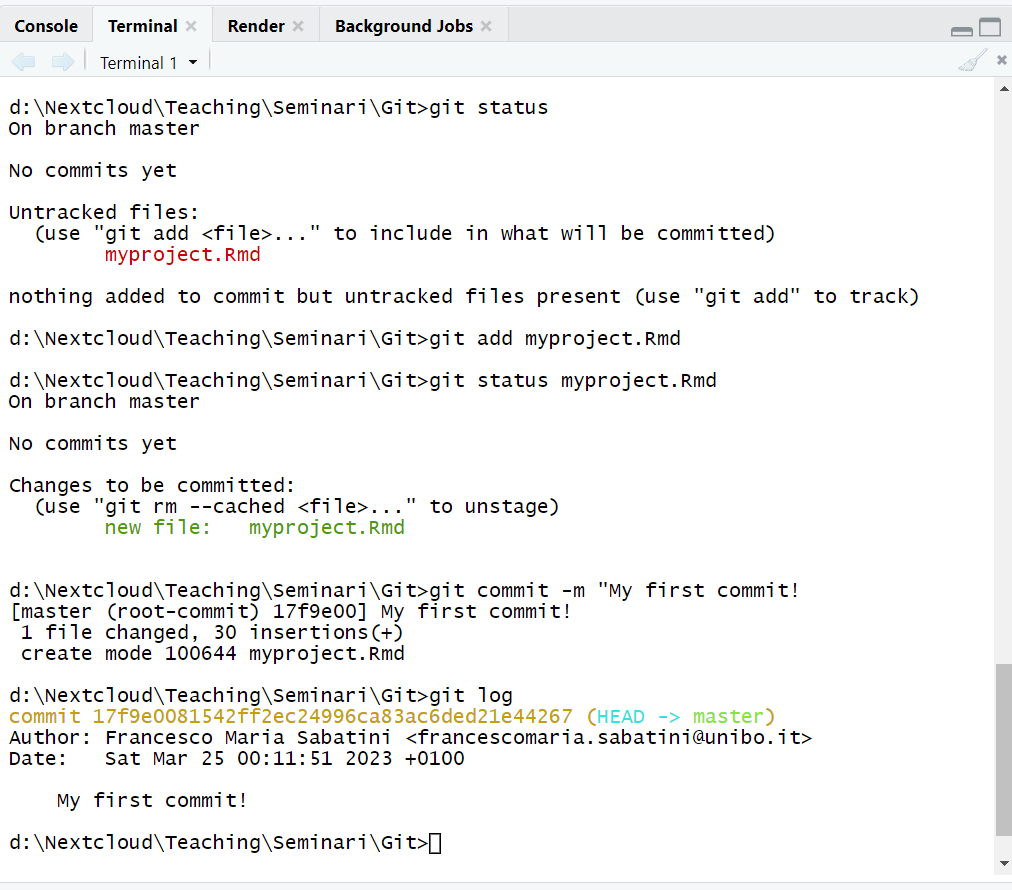 Console Terminal Render Background Jobs
Terminal 1
d:\Nextcloud\Teaching\Seminari\Git>git status
On branch master
No commits yet
Untracked files:
(use "git add <file>..." to include in what will be committed)
myproject.Rmd
nothing added to commit but untracked files present (use "git add" to track)
d:\Nextcloud\Teaching\Seminari\Git>git add myproject.Rmd
d:\Nextcloud\Teaching\Seminari\Git>git status myproject.Rmd
On branch master
No commits yet
Changes to be committed:
(use "git rm --cached <file>..." to unstage)
new file:   myproject.Rmd
d:\Nextcloud\Teaching\Seminari\Git>git commit -m "My first commit!
[master (root-commit) 17f9e00] My first commit!
1 file changed, 30 insertions(+)
create mode 100644 myproject.Rmd
d:\Nextcloud\Teaching\Seminari\Git>git log
commit 17f9e0081542ff2ec24996ca83ac6ded21e44267 (HEAD -> master)
Author: Francesco Maria Sabatini <francescomaria.sabatini@unibo.it>
Date:   Sat Mar 25 00:11:51 2023 +0100
My first commit!
d:\Nextcloud\Teaching\Seminari\Git>